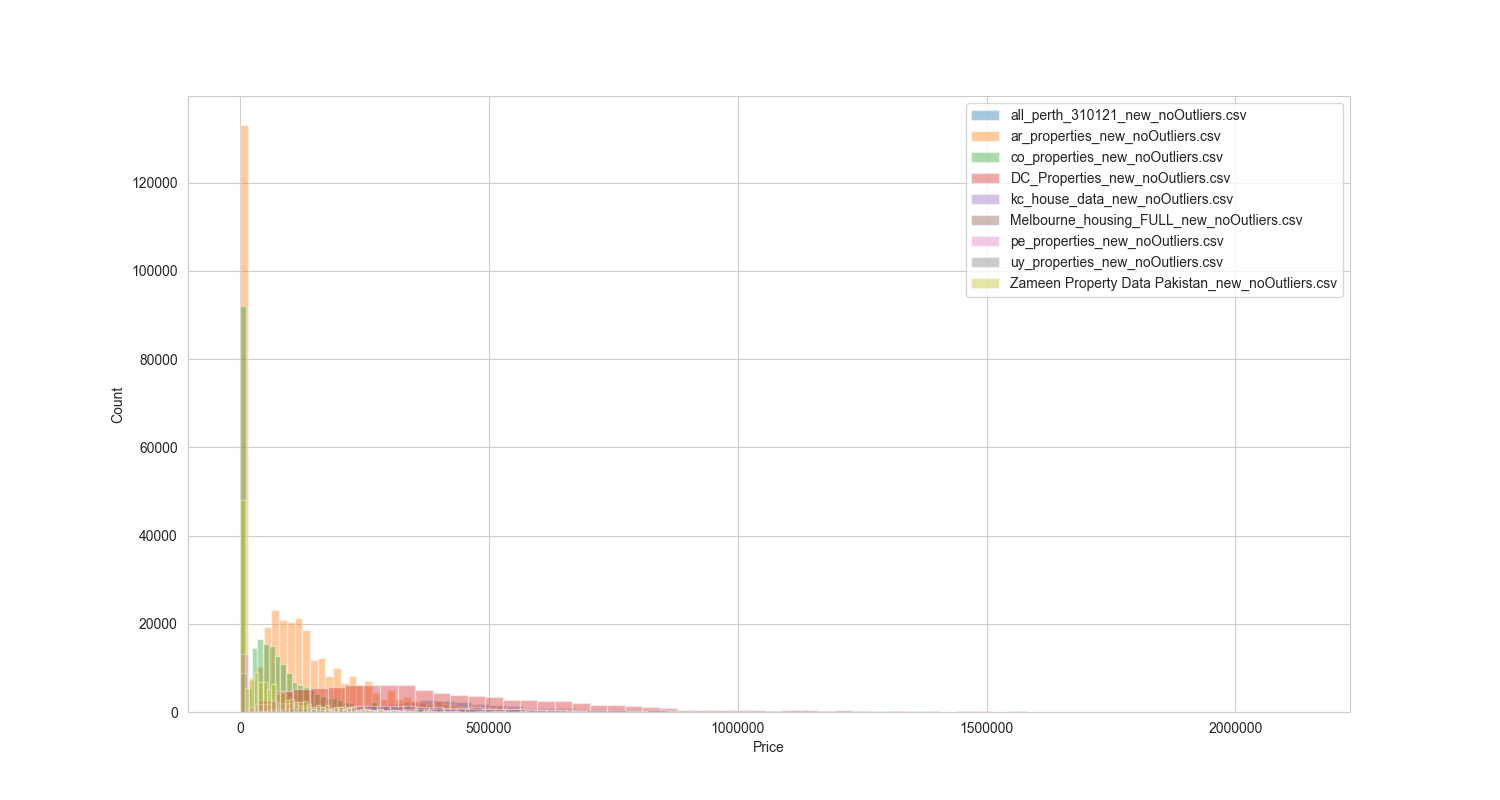 all_perth_310121_new_noOutliers.csv
ar_properties_new_noOutliers.csv
co_properties_new_noOutliers.csv
DC_Properties_new_noOutliers.csv
kc_house_data_new_noOutliers.csv
Melbourne_housing_FULL_new_noOutliers.csv
pe_properties_new_noOutliers.csv
uy_properties_new_noOutliers.csv
Zameen Property Data Pakistan_new_noOutliers.csv
120000
100000
80000
60000
40000
20000
0
Count
0 500000 1000000 1500000 2000000
Price